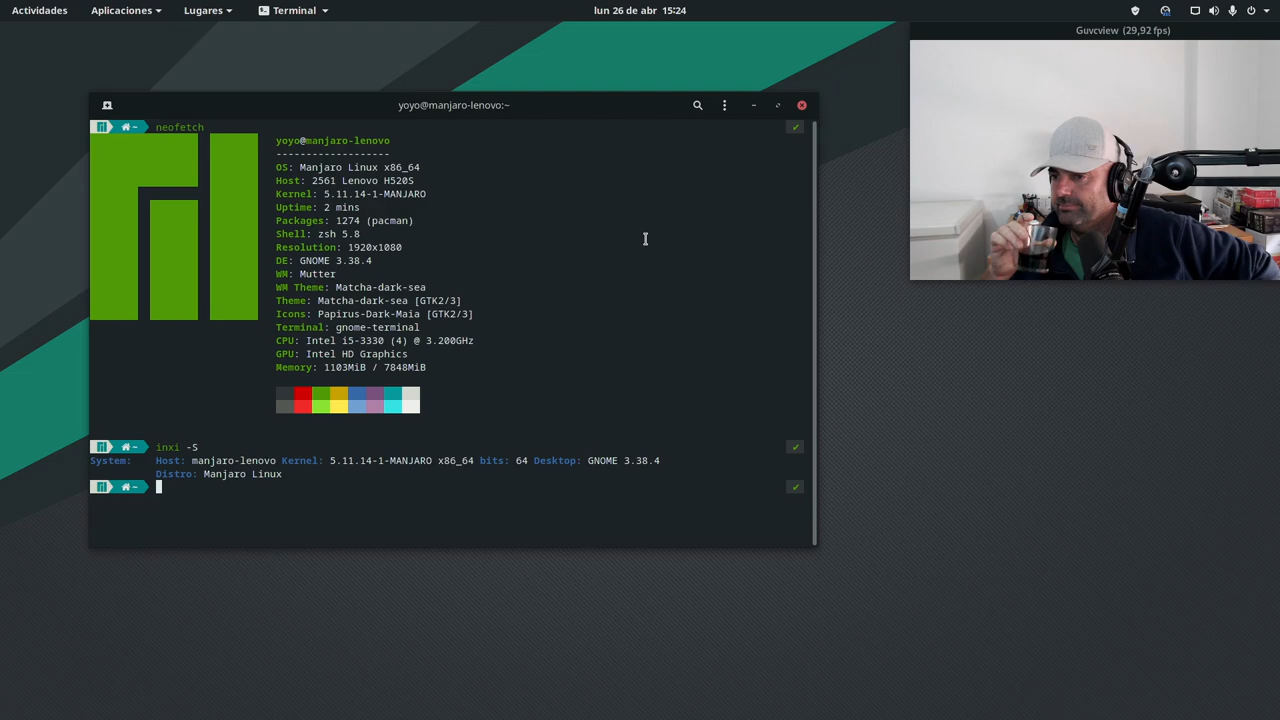 Actividades Aplicaciones Lugares Terminal lun 26 de abr 15:24
Guvcview (29,92 fps)
yoyo@manjaro-lenovo:~
~ neofetch
yoyo@manjaro-lenovo
-------------------
OS: Manjaro Linux x86_64
Host: 2561 Lenovo H520S
Kernel: 5.11.14-1-MANJARO
Uptime: 2 mins
Packages: 1274 (pacman)
Shell: zsh 5.8
Resolution: 1920x1080
DE: GNOME 3.38.4
WM: Mutter
WM Theme: Matcha-dark-sea
Theme: Matcha-dark-sea [GTK2/3]
Icons: Papirus-Dark-Maia [GTK2/3]
Terminal: gnome-terminal
CPU: Intel i5-3330 (4) @ 3.200GHz
GPU: Intel HD Graphics
Memory: 1103MiB / 7848MiB
~ inxi -S
System: Host: manjaro-lenovo Kernel: 5.11.14-1-MANJARO x86_64 bits: 64 Desktop: GNOME 3.38.4
Distro: Manjaro Linux
~